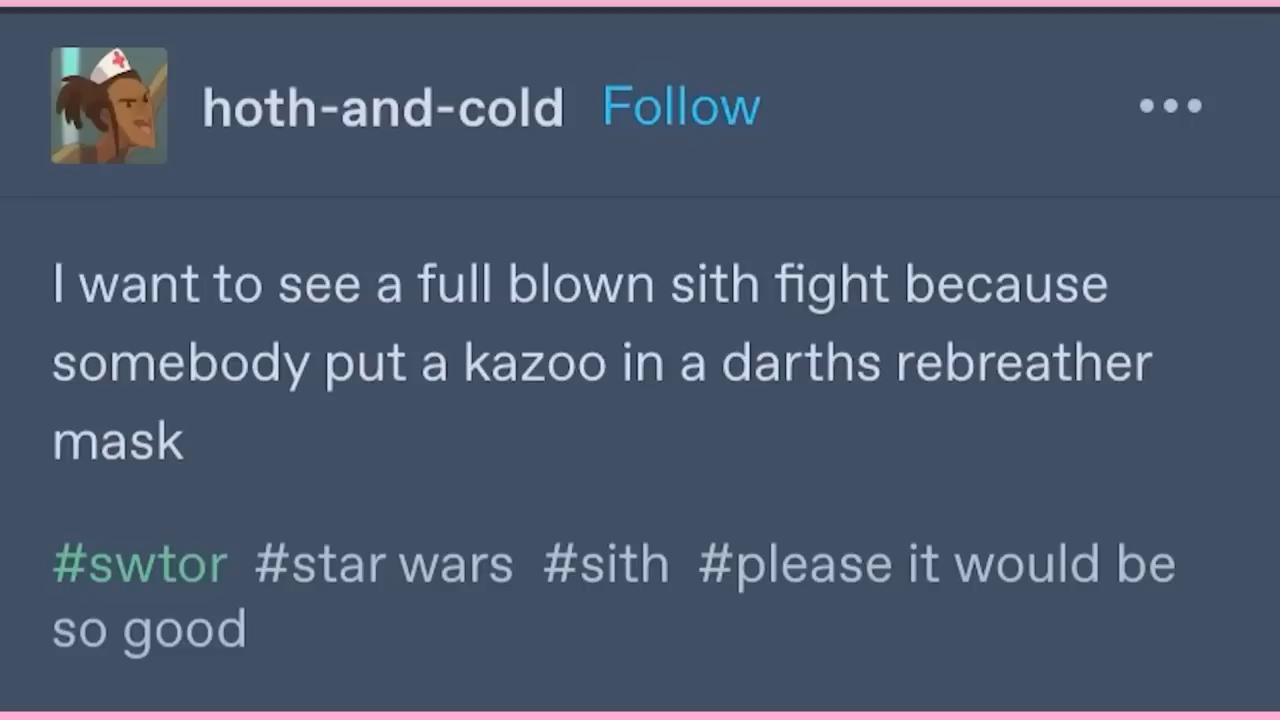 hoth-and-cold Follow
I want to see a full blown sith fight because
somebody put a kazoo in a darths rebreather
mask
#swtor #star wars #sith #please it would be
so good